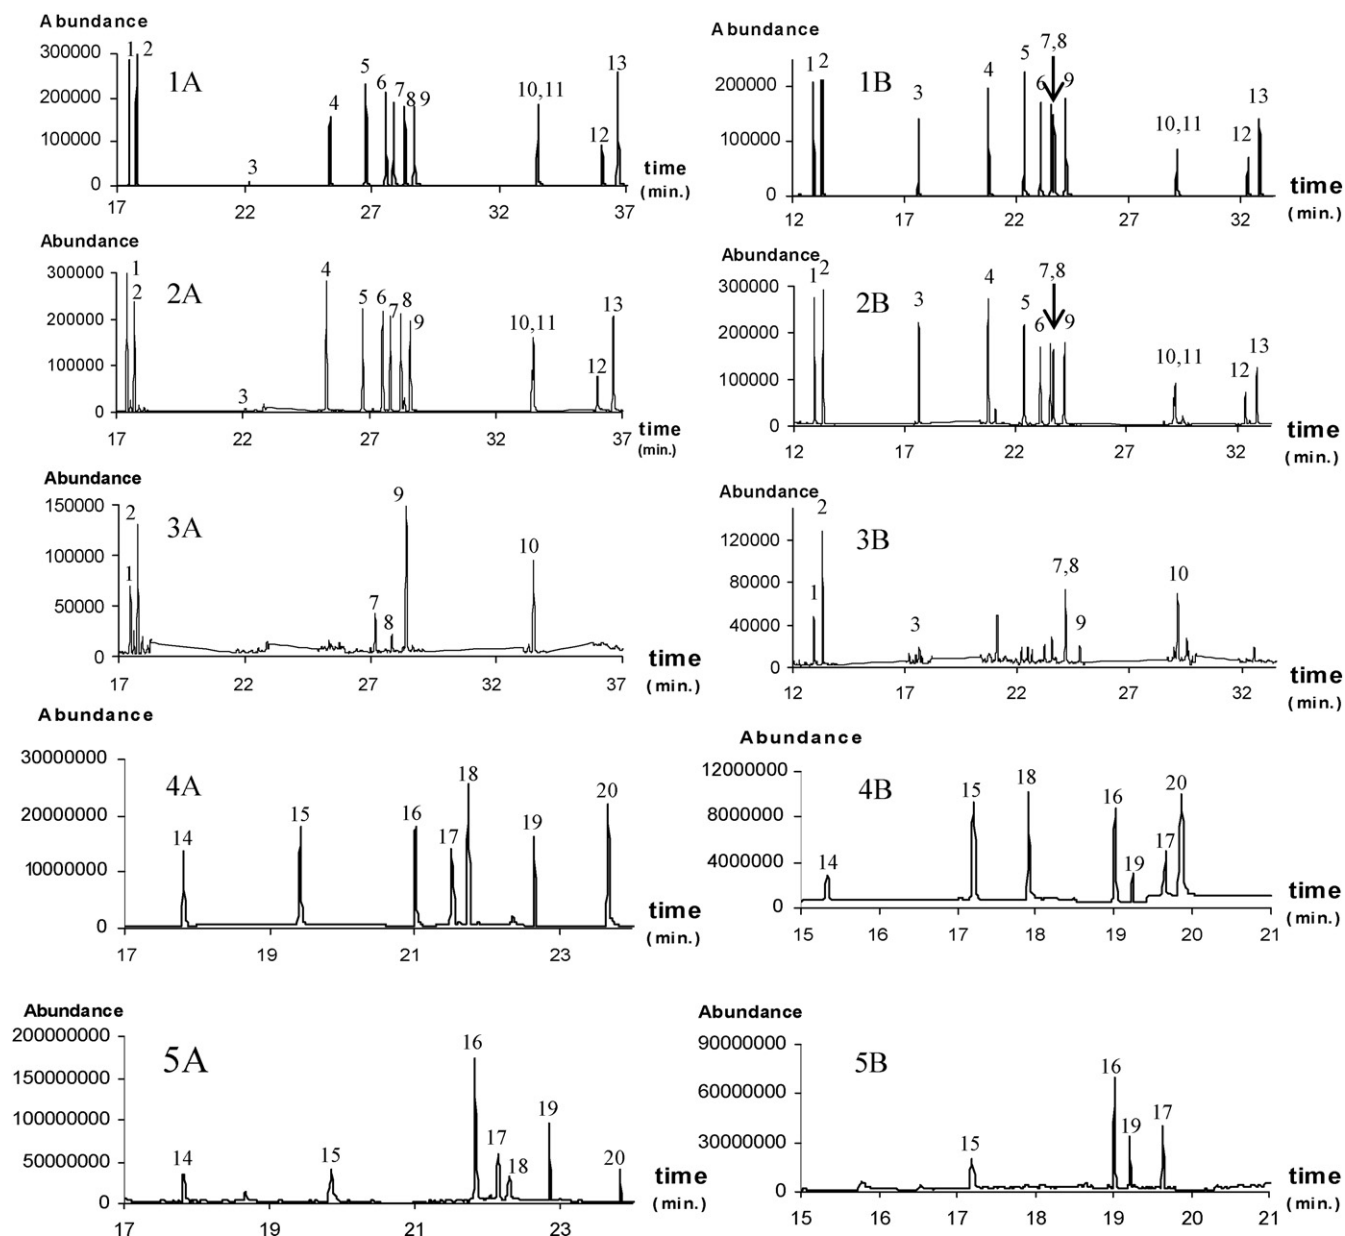 Abundance
300000
200000
100000
0
1 2
1A
3
4
5
6
7
8 9
10,11
12
13
time
(min.)
17 22 27 32 37
Abundance
200000
100000
0
1 2
3
4
5
6
7,8
9
1B
10,11
12
13
time
(min.)
12 17 22 27 32
Abundance
300000
200000
100000
0
1
2
2A
3
4
5 6
7
8
9
10,11
12
13
time
(min.)
17 22 27 32 37
Abundance
300000
200000
100000
0
1 2
3
4
5
6
7,8
9
2B
10,11
12
13
time
(min.)
12 17 22 27 32
Abundance
150000
100000
50000
0
2
1
3A
7
8
9
10
time
(min.)
17 22 27 32 37
Abundance
120000
80000
40000
0
2
1
3
3B
7,8
9
10
time
(min.)
12 17 22 27 32
Abundance
30000000
20000000
10000000
0
4A
14
15
16
17
18
19
20
time
(min.)
17 19 21 23
Abundance
12000000
8000000
4000000
0
4B
14
15
18
16
19
17
20
time
(min.)
15 16 17 18 19 20 21
Abundance
200000000
150000000
100000000
50000000
0
5A
14
15
16
17
18
19
20
time
(min.)
17 19 21 23
Abundance
90000000
60000000
30000000
0
5B
15
16
19
17
time
(min.)
15 16 17 18 19 20 21